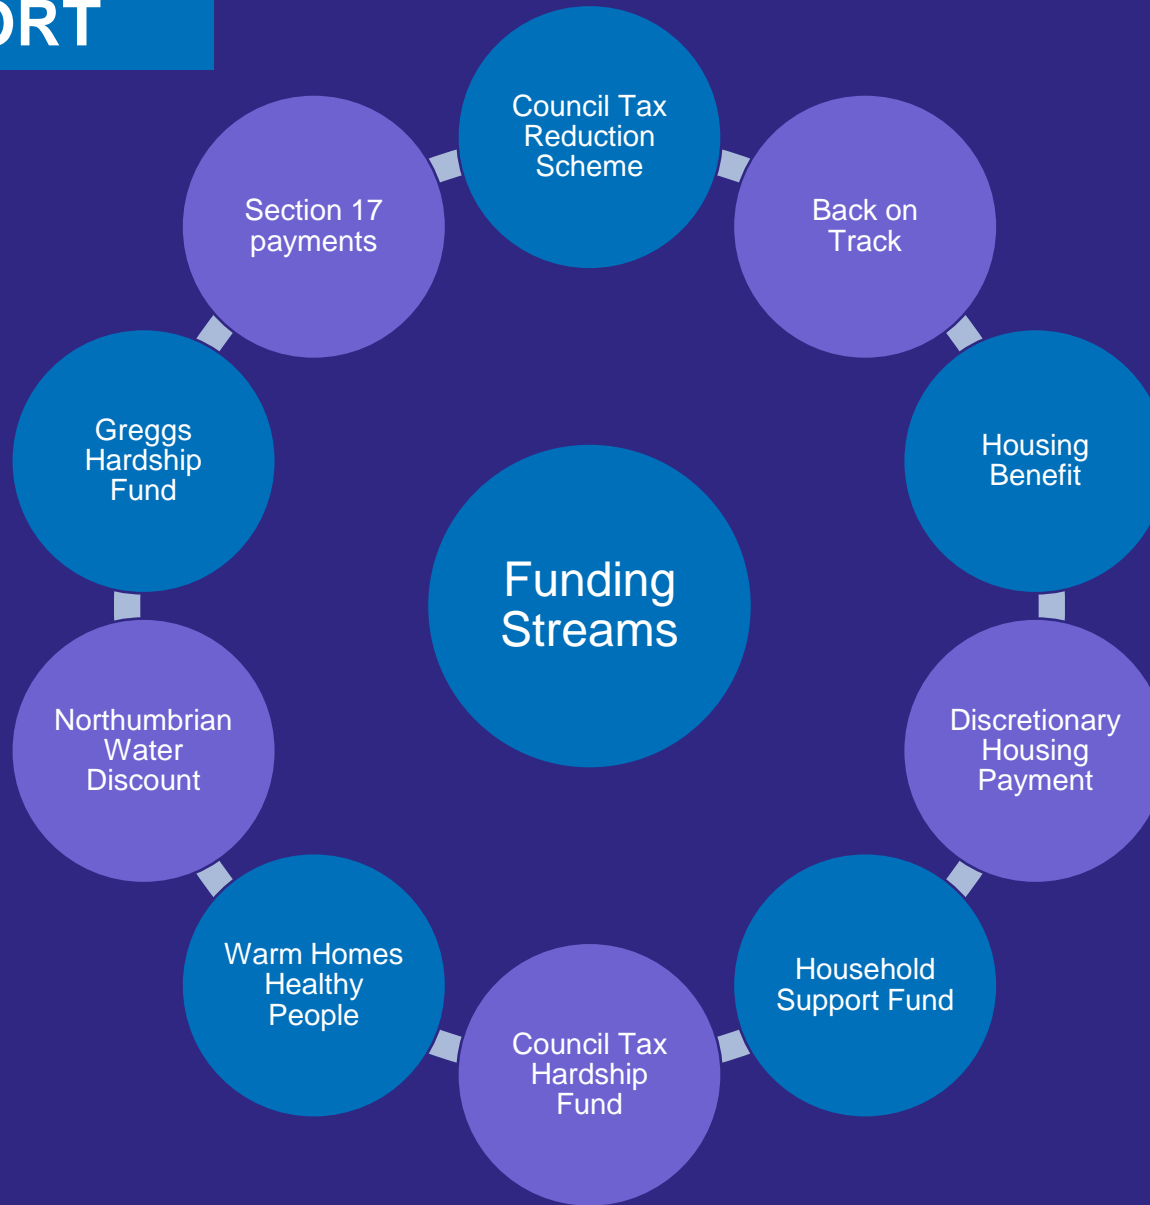 Council Tax
Reduction
Scheme
Back on
Track
Housing
Benefit
Discretionary
Housing
Payment
Household
Support Fund
Council Tax
Hardship
Fund
Warm Homes
Healthy
People
Northumbrian
Water
Discount
Greggs
Hardship
Fund
Section 17
payments
Funding
Streams